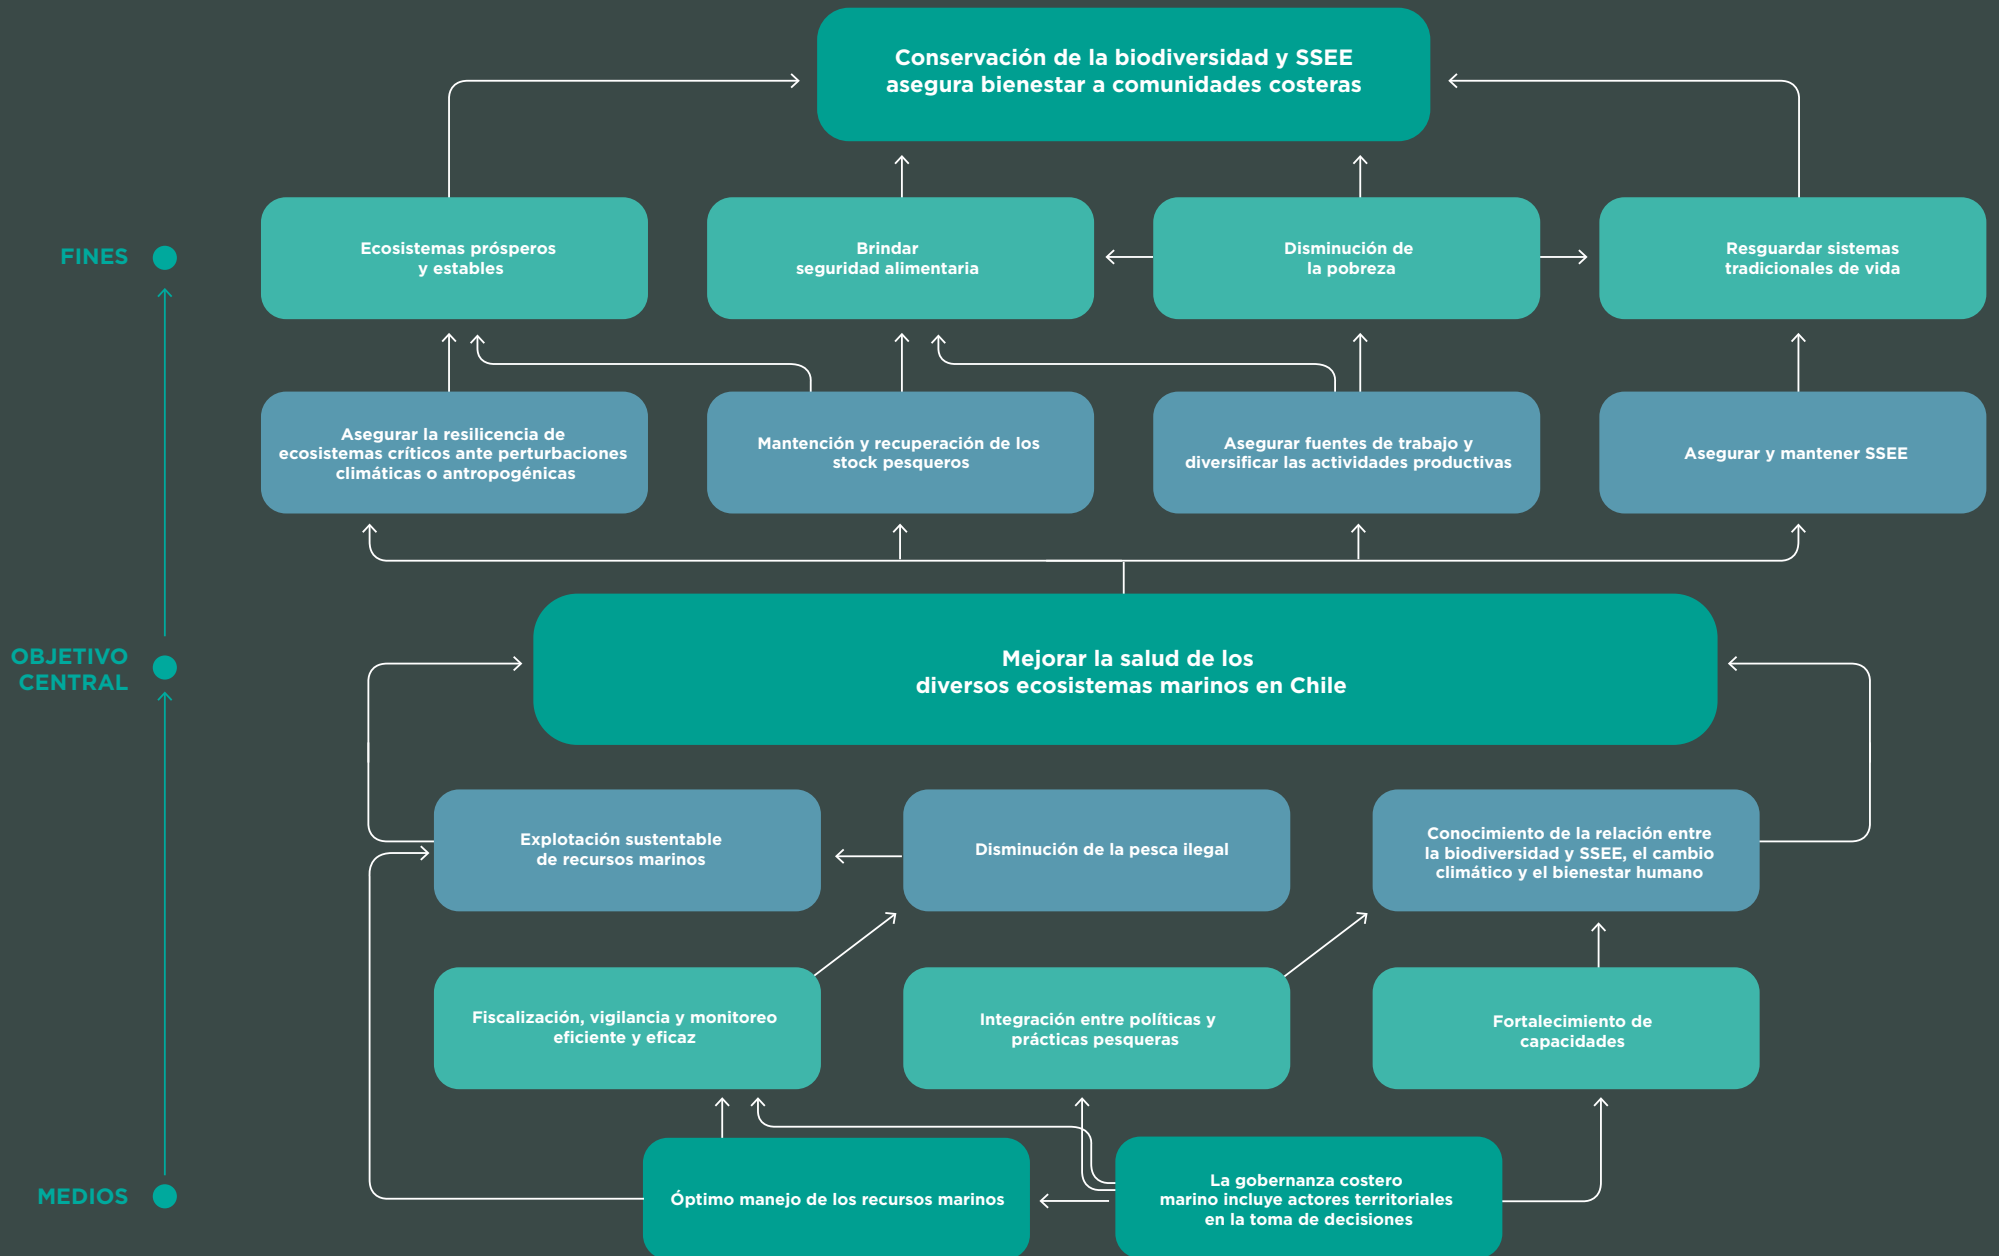 Conservación de la biodiversidad y SSEE
asegura bienestar a comunidades costeras
FINES
Ecosistemas prósperos
y estables
Brindar
seguridad alimentaria
Disminución de
la pobreza
Resguardar sistemas
tradicionales de vida
Asegurar la resilicencia de
ecosistemas críticos ante perturbaciones
climáticas o antropogénicas
Mantención y recuperación de los
stock pesqueros
Asegurar fuentes de trabajo y
diversificar las actividades productivas
Asegurar y mantener SSEE
OBJETIVO
CENTRAL
Mejorar la salud de los
diversos ecosistemas marinos en Chile
Explotación sustentable
de recursos marinos
Disminución de la pesca ilegal
Conocimiento de la relación entre
la biodiversidad y SSEE, el cambio
climático y el bienestar humano
Fiscalización, vigilancia y monitoreo
eficiente y eficaz
Integración entre políticas y
prácticas pesqueras
Fortalecimiento de
capacidades
MEDIOS
Óptimo manejo de los recursos marinos
La gobernanza costero
marino incluye actores territoriales
en la toma de decisiones